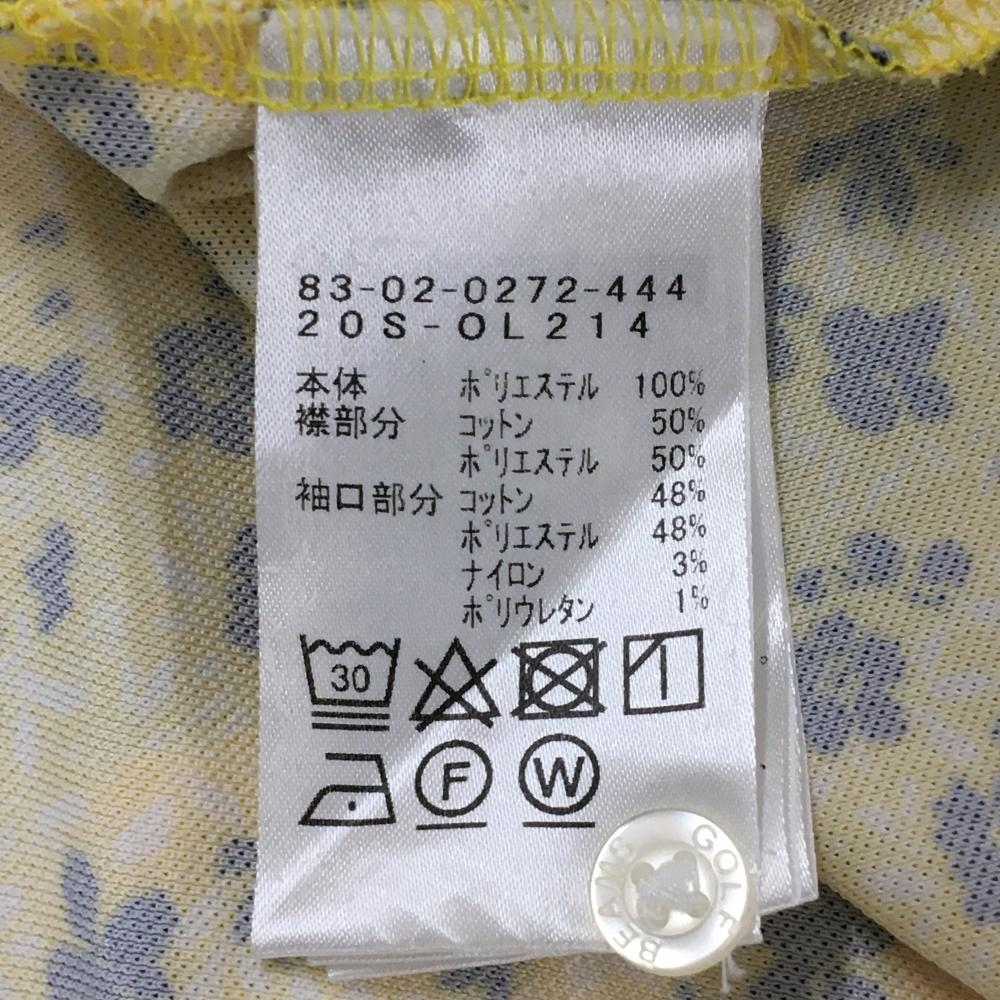 83-02-0272-444
20S-OL214
本体 ポリエステル 100%
襟部分 コットン 50%
ポリエステル 50%
袖口部分 コットン 48%
ポリエステル 48%
ナイロン 3%
ポリウレタン 1%
30
F W
BEAMS GOLF